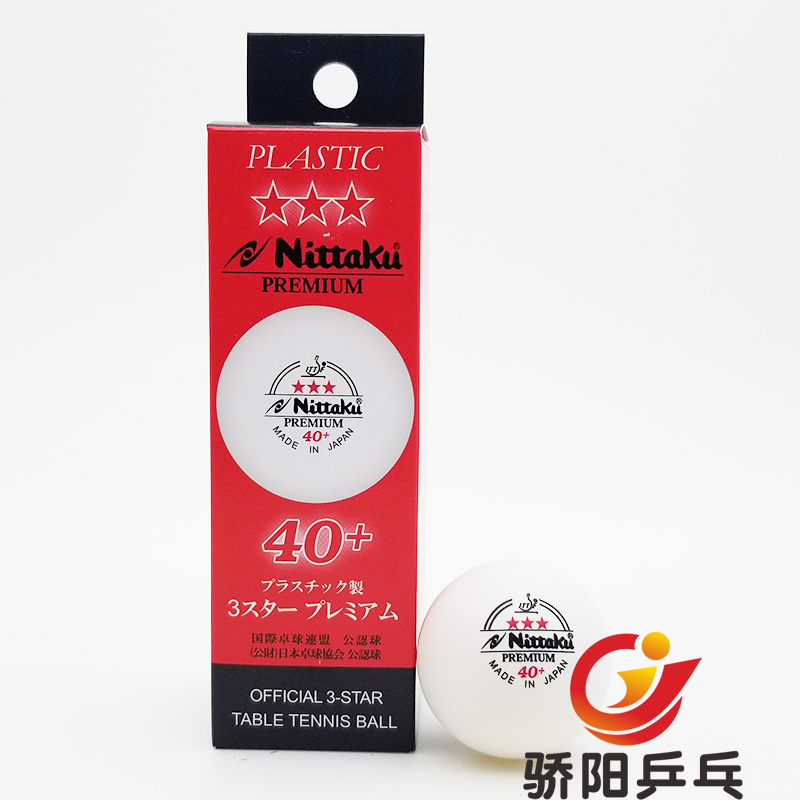 PLASTIC
Nittaku®
PREMIUM
ITTF
Nittaku®
PREMIUM
40+
MADE IN JAPAN
40+
プラスチック製
3スター プレミアム
国際卓球連盟 公認球
(公財)日本卓球協会 公認球
OFFICIAL 3-STAR
TABLE TENNIS BALL
ITTF
Nittaku®
PREMIUM
40+
MADE IN JAPAN
骄阳乒乓